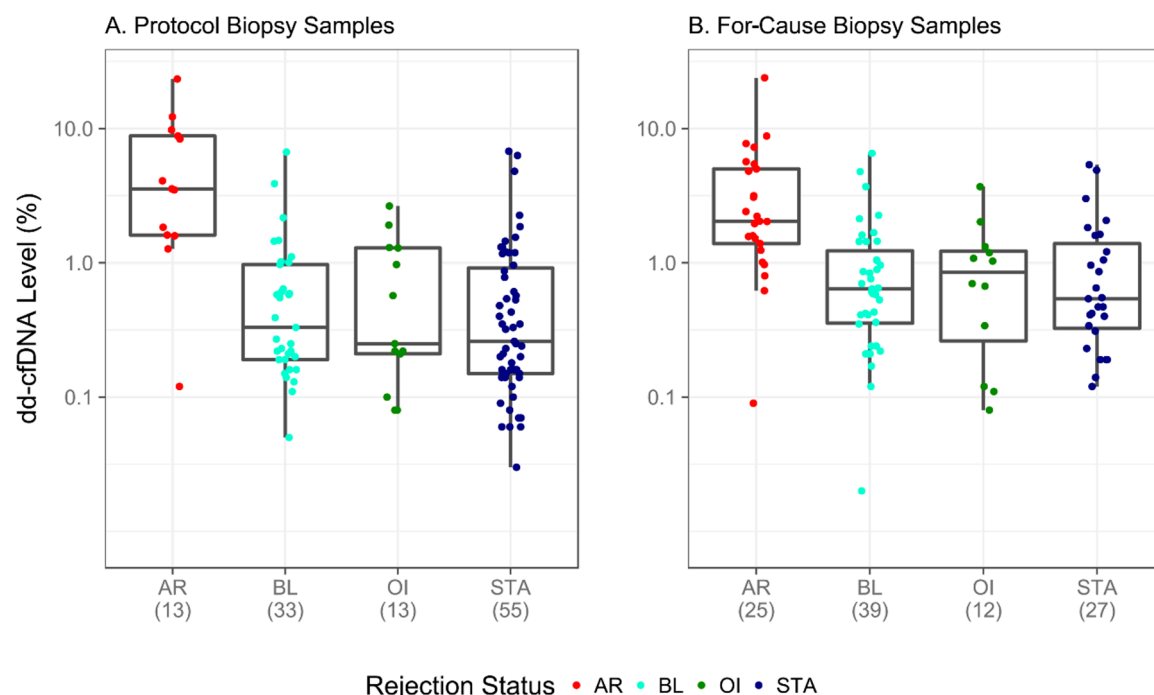 A. Protocol Biopsy Samples
B. For-Cause Biopsy Samples
dd-cfDNA Level (%)
10.0
1.0
0.1
10.0
1.0
0.1
AR BL OI STA
(13) (33) (13) (55)
AR BL OI STA
(25) (39) (12) (27)
Rejection Status AR BL OI STA